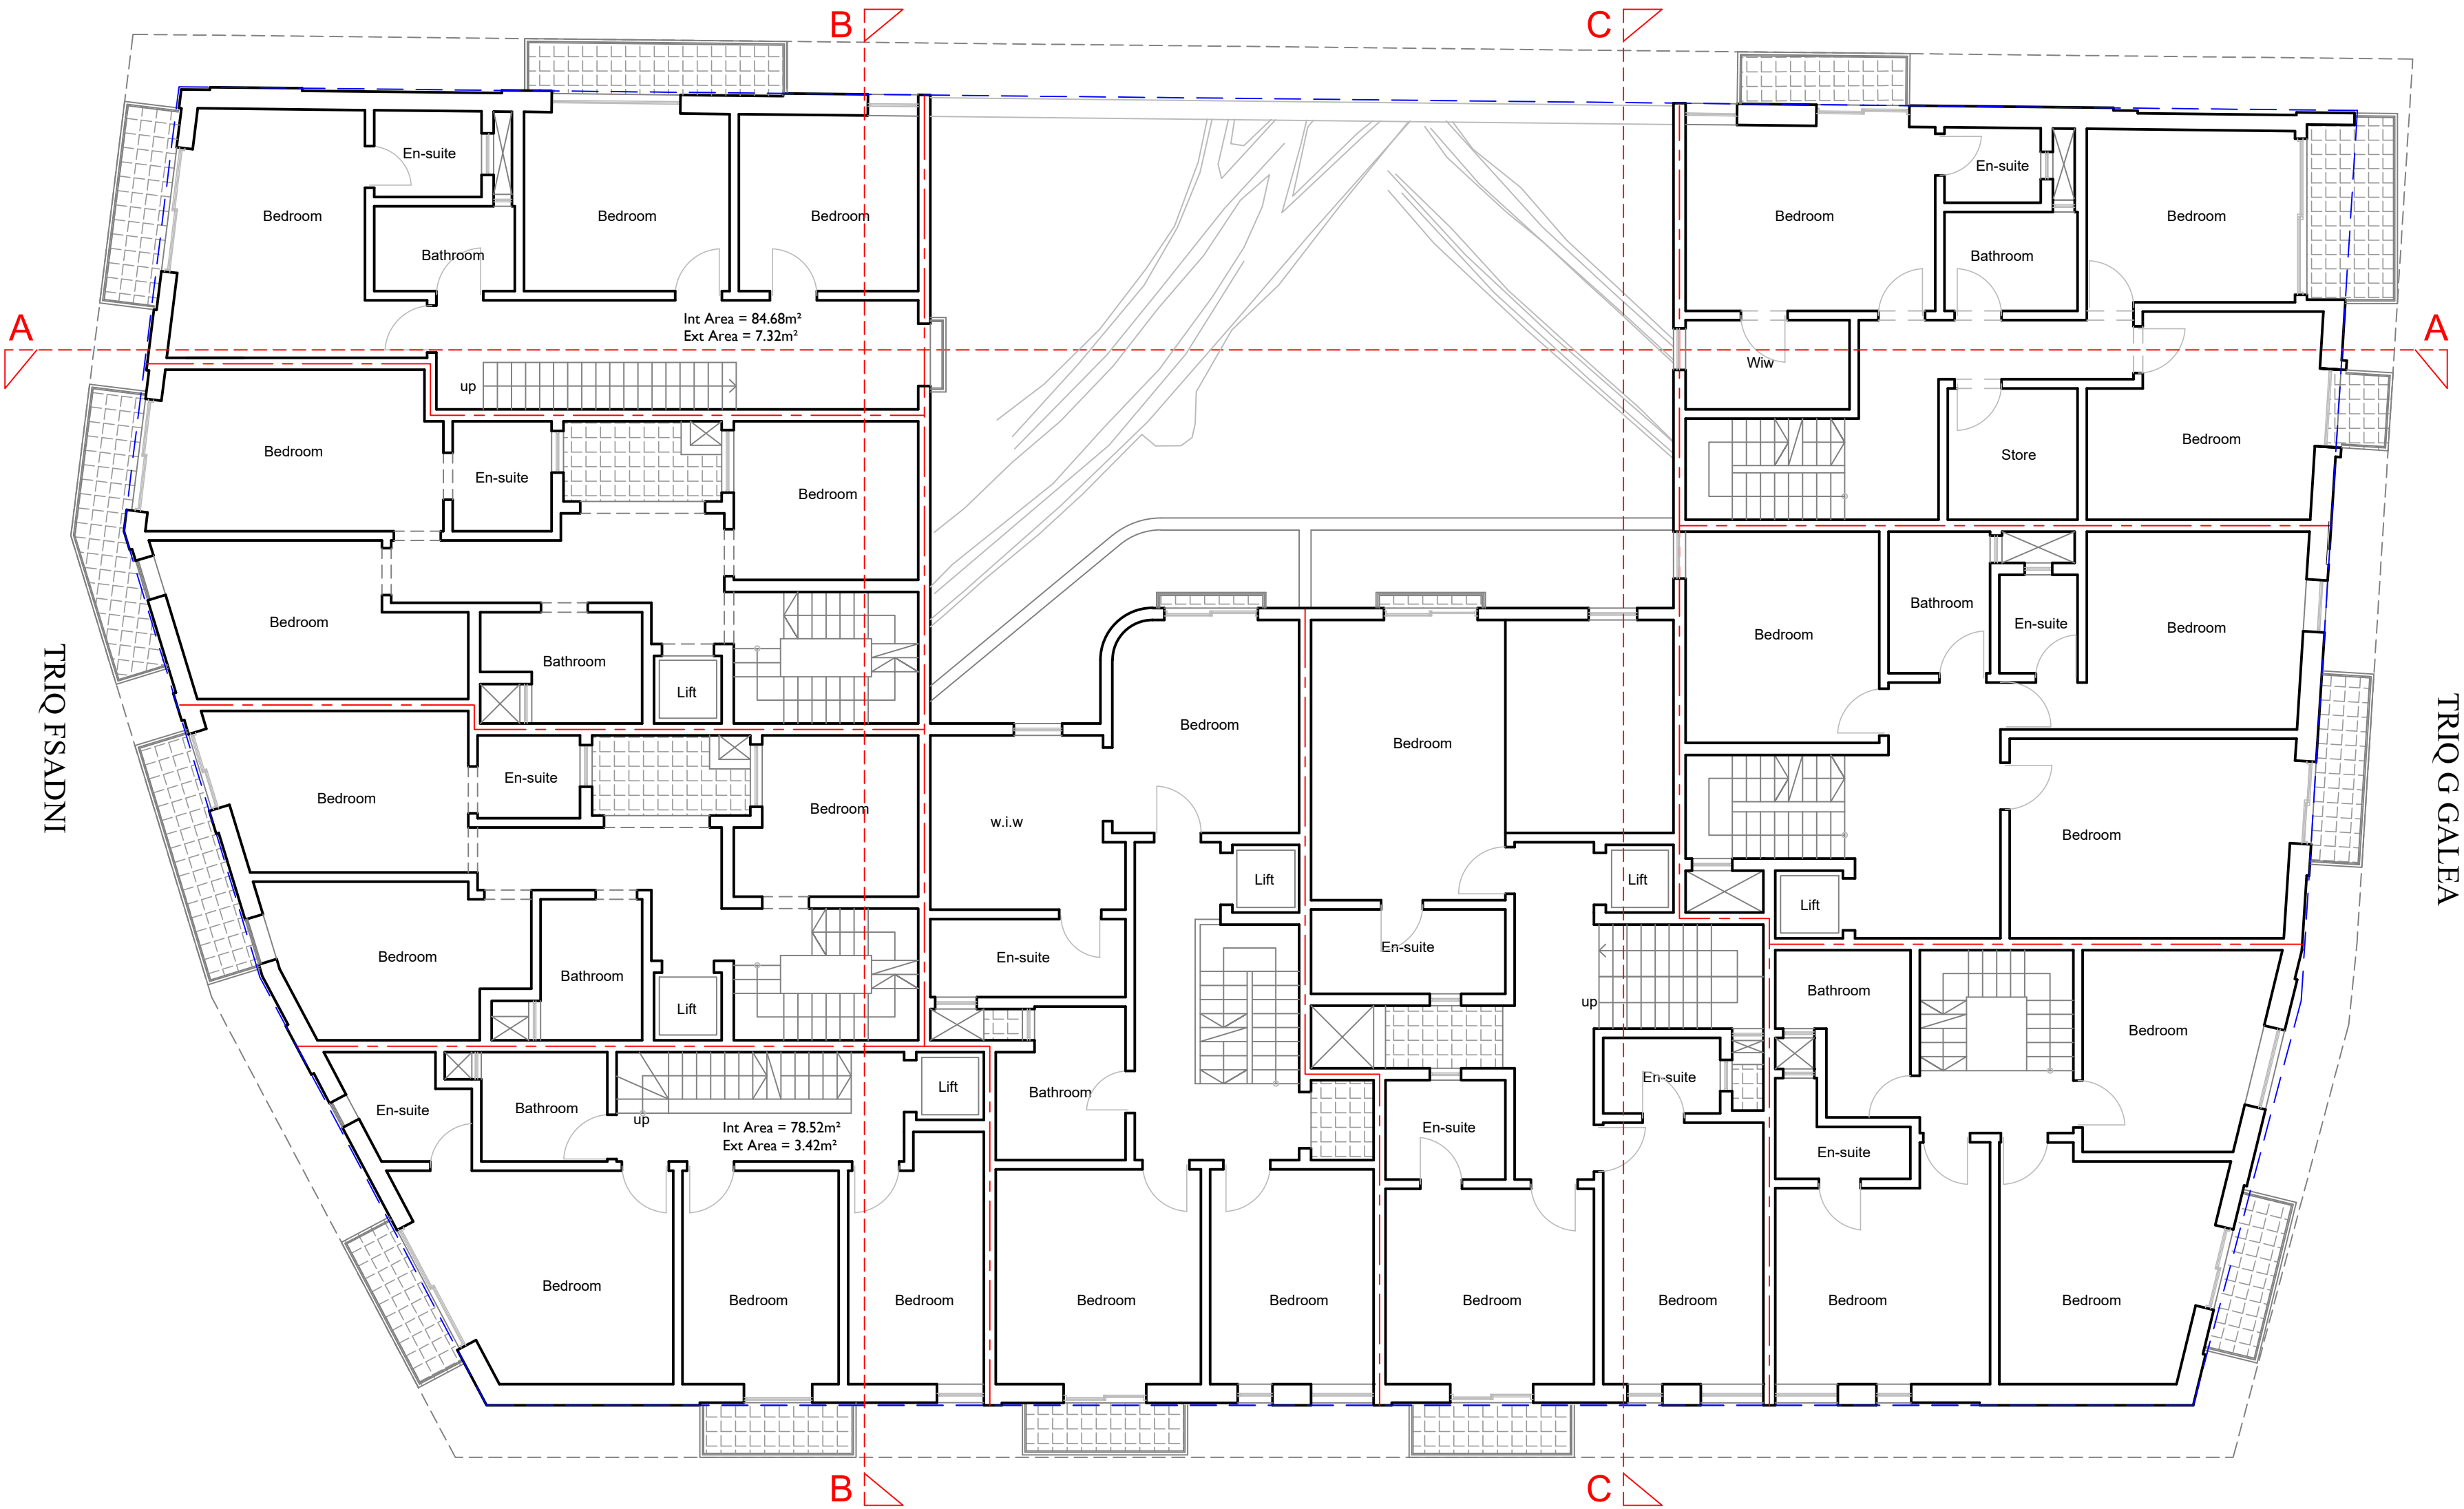 B
C
En-suite
En-suite
Bedroom
Bedroom
Bedroom
Bedroom
Bedroom
Bathroom
Bathroom
Int Area = 84.68m²
Ext Area = 7.32m²
A
A
Wiw
up
Bedroom
Bedroom
Store
En-suite
Bedroom
Bedroom
Bathroom
En-suite
Bedroom
Bedroom
Bathroom
Lift
TRIQ FSADNI
TRIQ G GALEA
Bedroom
Bedroom
En-suite
Bedroom
Bedroom
w.i.w
Bedroom
Lift
Lift
Lift
Bedroom
Bathroom
Lift
En-suite
En-suite
up
Bathroom
Bedroom
En-suite
Lift
Bathroom
En-suite
Bathroom
up
Int Area = 78.52m²
Ext Area = 3.42m²
En-suite
En-suite
Bedroom
Bedroom
Bedroom
Bedroom
Bedroom
Bedroom
Bedroom
Bedroom
Bedroom
B
C